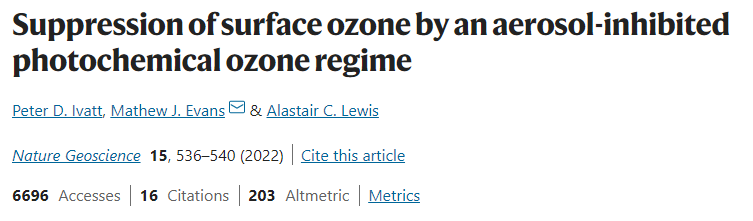 Suppression of surface ozone by an aerosol-inhibited
photochemical ozone regime
Peter D. Ivatt, Mathew J. Evans & Alastair C. Lewis
Nature Geoscience 15, 536–540 (2022) | Cite this article
6696 Accesses | 16 Citations | 203 Altmetric | Metrics